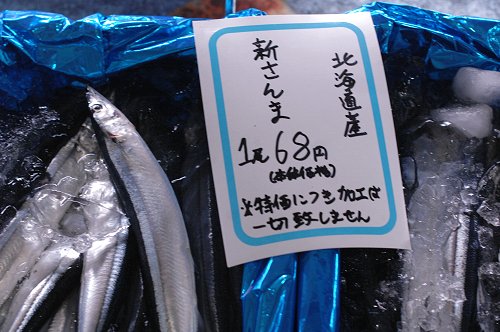 北海道産
新さんま
1尾68円
(本体価格)
※特価につき加工は
一切致しません